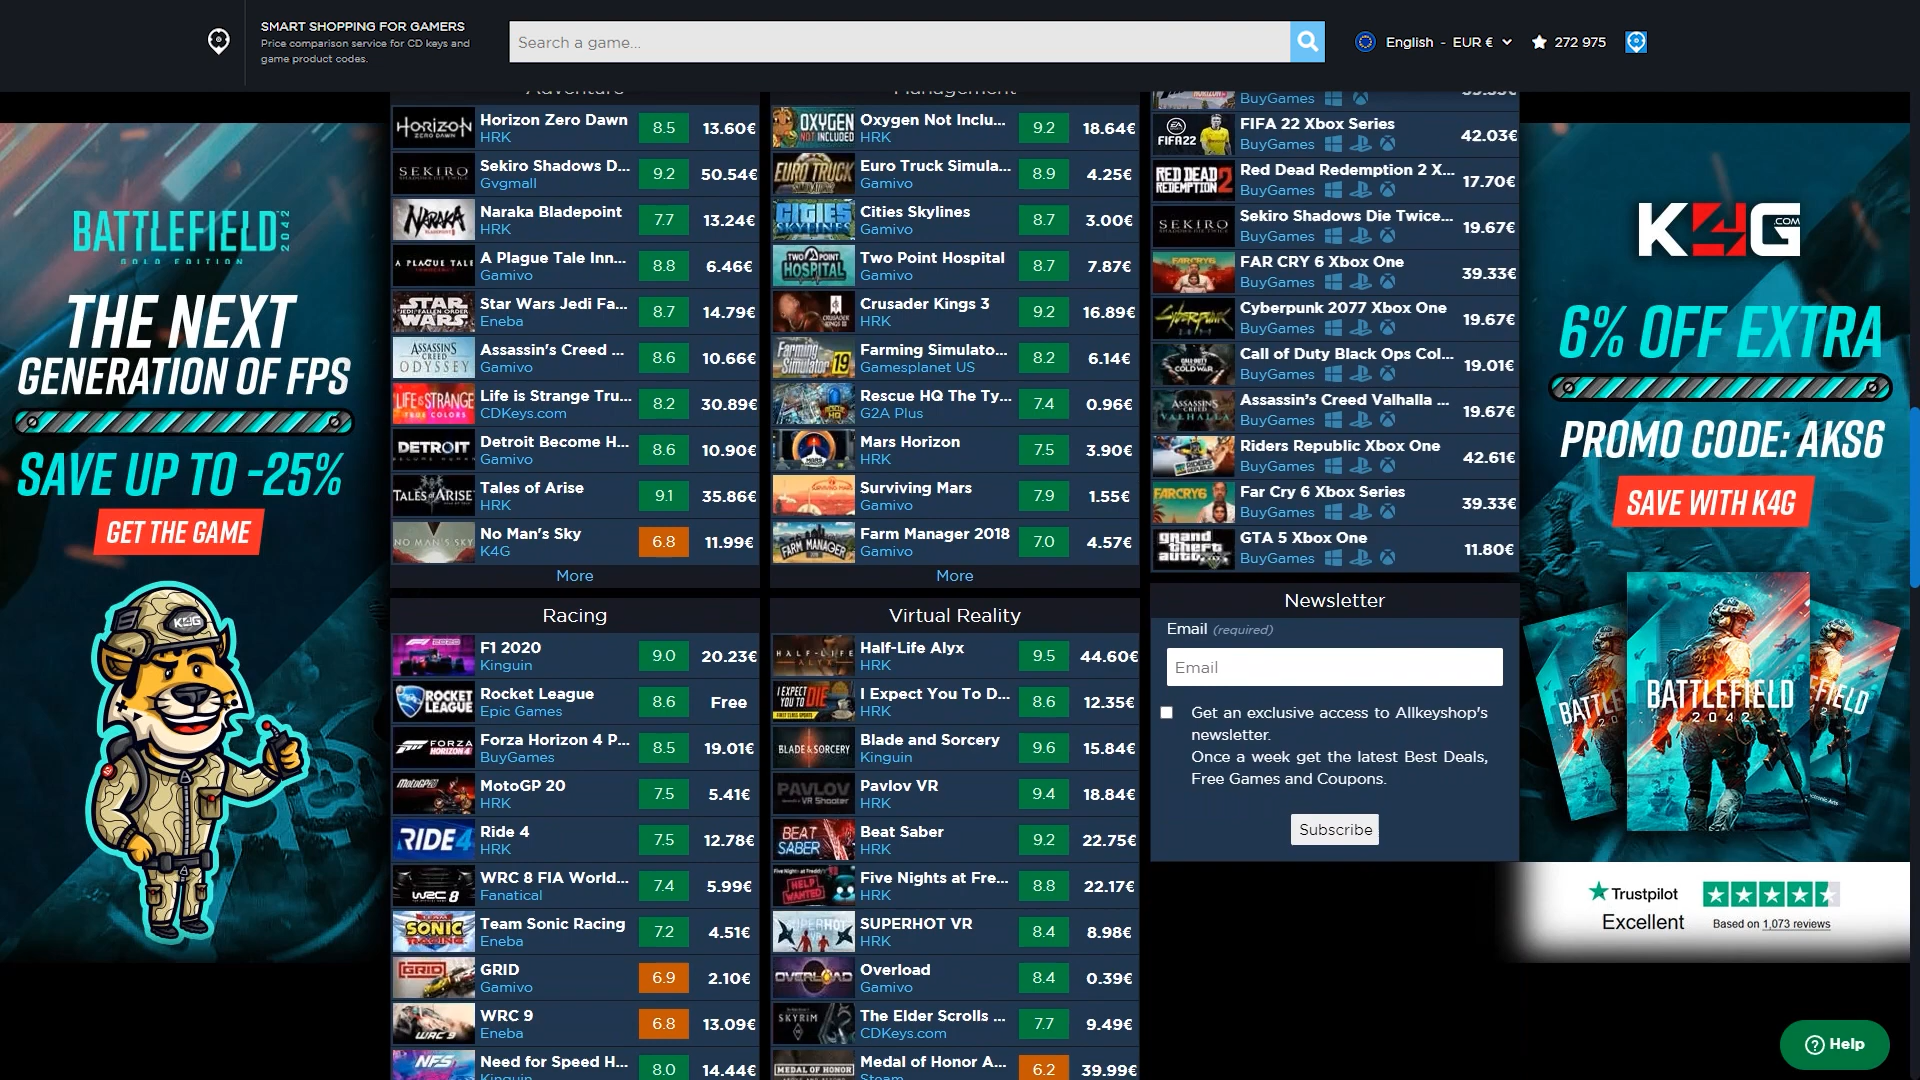 SMART SHOPPING FOR GAMERS
Price comparison service for CD keys and
game product codes.
Search a game...
English - EUR €
272 975
BATTLEFIELD 2042
GOLD EDITION
THE NEXT
GENERATION OF FPS
SAVE UP TO -25%
GET THE GAME
K4G
Adventure
Horizon Zero Dawn 8.5 13.60€
HRK
Sekiro Shadows D... 9.2 50.54€
Gvgmall
Naraka Bladepoint 7.7 13.24€
HRK
A Plague Tale Inn... 8.8 6.46€
Gamivo
Star Wars Jedi Fa... 8.7 14.79€
Eneba
Assassin's Creed ... 8.6 10.66€
Gamivo
Life is Strange Tru... 8.2 30.89€
CDKeys.com
Detroit Become H... 8.6 10.90€
Gamivo
Tales of Arise 9.1 35.86€
HRK
No Man's Sky 6.8 11.99€
K4G
More
Racing
F1 2020 9.0 20.23€
Kinguin
Rocket League 8.6 Free
Epic Games
Forza Horizon 4 P... 8.5 19.01€
BuyGames
MotoGP 20 7.5 5.41€
HRK
Ride 4 7.5 12.78€
HRK
WRC 8 FIA World... 7.4 5.99€
Fanatical
Team Sonic Racing 7.2 4.51€
Eneba
GRID 6.9 2.10€
Gamivo
WRC 9 6.8 13.09€
Eneba
Need for Speed H... 8.0 14.44€
Kinguin
Management
Oxygen Not Inclu... 9.2 18.64€
HRK
Euro Truck Simula... 8.9 4.25€
Gamivo
Cities Skylines 8.7 3.00€
Gamivo
Two Point Hospital 8.7 7.87€
Gamivo
Crusader Kings 3 9.2 16.89€
HRK
Farming Simulato... 8.2 6.14€
Gamesplanet US
Rescue HQ The Ty... 7.4 0.96€
G2A Plus
Mars Horizon 7.5 3.90€
HRK
Surviving Mars 7.9 1.55€
Gamivo
Farm Manager 2018 7.0 4.57€
Gamivo
More
Virtual Reality
Half-Life Alyx 9.5 44.60€
HRK
I Expect You To D... 8.6 12.35€
HRK
Blade and Sorcery 9.6 15.84€
Kinguin
Pavlov VR 9.4 18.84€
HRK
Beat Saber 9.2 22.75€
HRK
Five Nights at Fre... 8.8 22.17€
HRK
SUPERHOT VR 8.4 8.98€
HRK
Overload 8.4 0.39€
Gamivo
The Elder Scrolls ... 7.7 9.49€
CDKeys.com
Medal of Honor A... 6.2 39.99€
Steam
BuyGames
FIFA 22 Xbox Series 42.03€
BuyGames
Red Dead Redemption 2 X... 17.70€
BuyGames
Sekiro Shadows Die Twice... 19.67€
BuyGames
FAR CRY 6 Xbox One 39.33€
BuyGames
Cyberpunk 2077 Xbox One 19.67€
BuyGames
Call of Duty Black Ops Col... 19.01€
BuyGames
Assassin's Creed Valhalla ... 19.67€
BuyGames
Riders Republic Xbox One 42.61€
BuyGames
Far Cry 6 Xbox Series 39.33€
BuyGames
GTA 5 Xbox One 11.80€
BuyGames
Newsletter
Email (required)
Email
Get an exclusive access to Allkeyshop's
newsletter.
Once a week get the latest Best Deals,
Free Games and Coupons.
Subscribe
K4G.COM
6% OFF EXTRA
PROMO CODE: AKS6
SAVE WITH K4G
BATTLEFIELD
2042
Trustpilot
Excellent
Based on 1,073 reviews
Help